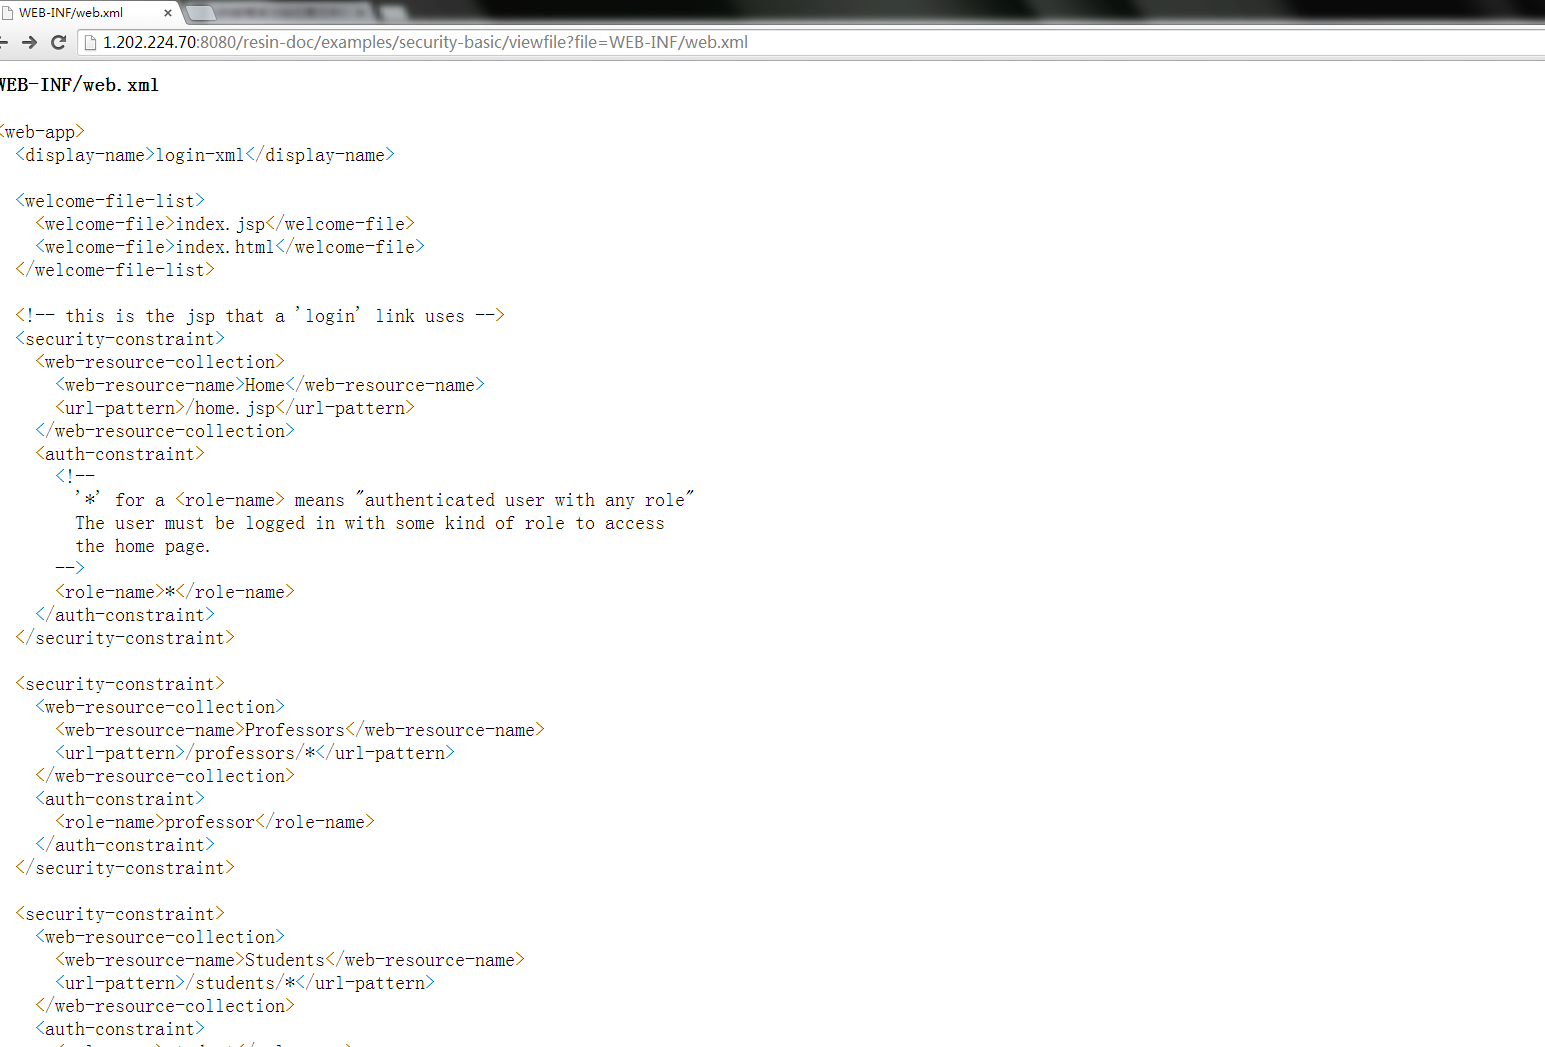 WEB-INF/web.xml
1.202.224.70:8080/resin-doc/examples/security-basic/viewfile?file=WEB-INF/web.xml
WEB-INF/web.xml
<web-app>
<display-name>login-xml</display-name>
<welcome-file-list>
<welcome-file>index.jsp</welcome-file>
<welcome-file>index.html</welcome-file>
</welcome-file-list>
<!-- this is the jsp that a 'login' link uses -->
<security-constraint>
<web-resource-collection>
<web-resource-name>Home</web-resource-name>
<url-pattern>/home.jsp</url-pattern>
</web-resource-collection>
<auth-constraint>
<!--
'*' for a <role-name> means "authenticated user with any role"
The user must be logged in with some kind of role to access
the home page.
-->
<role-name>*</role-name>
</auth-constraint>
</security-constraint>
<security-constraint>
<web-resource-collection>
<web-resource-name>Professors</web-resource-name>
<url-pattern>/professors/*</url-pattern>
</web-resource-collection>
<auth-constraint>
<role-name>professor</role-name>
</auth-constraint>
</security-constraint>
<security-constraint>
<web-resource-collection>
<web-resource-name>Students</web-resource-name>
<url-pattern>/students/*</url-pattern>
</web-resource-collection>
<auth-constraint>